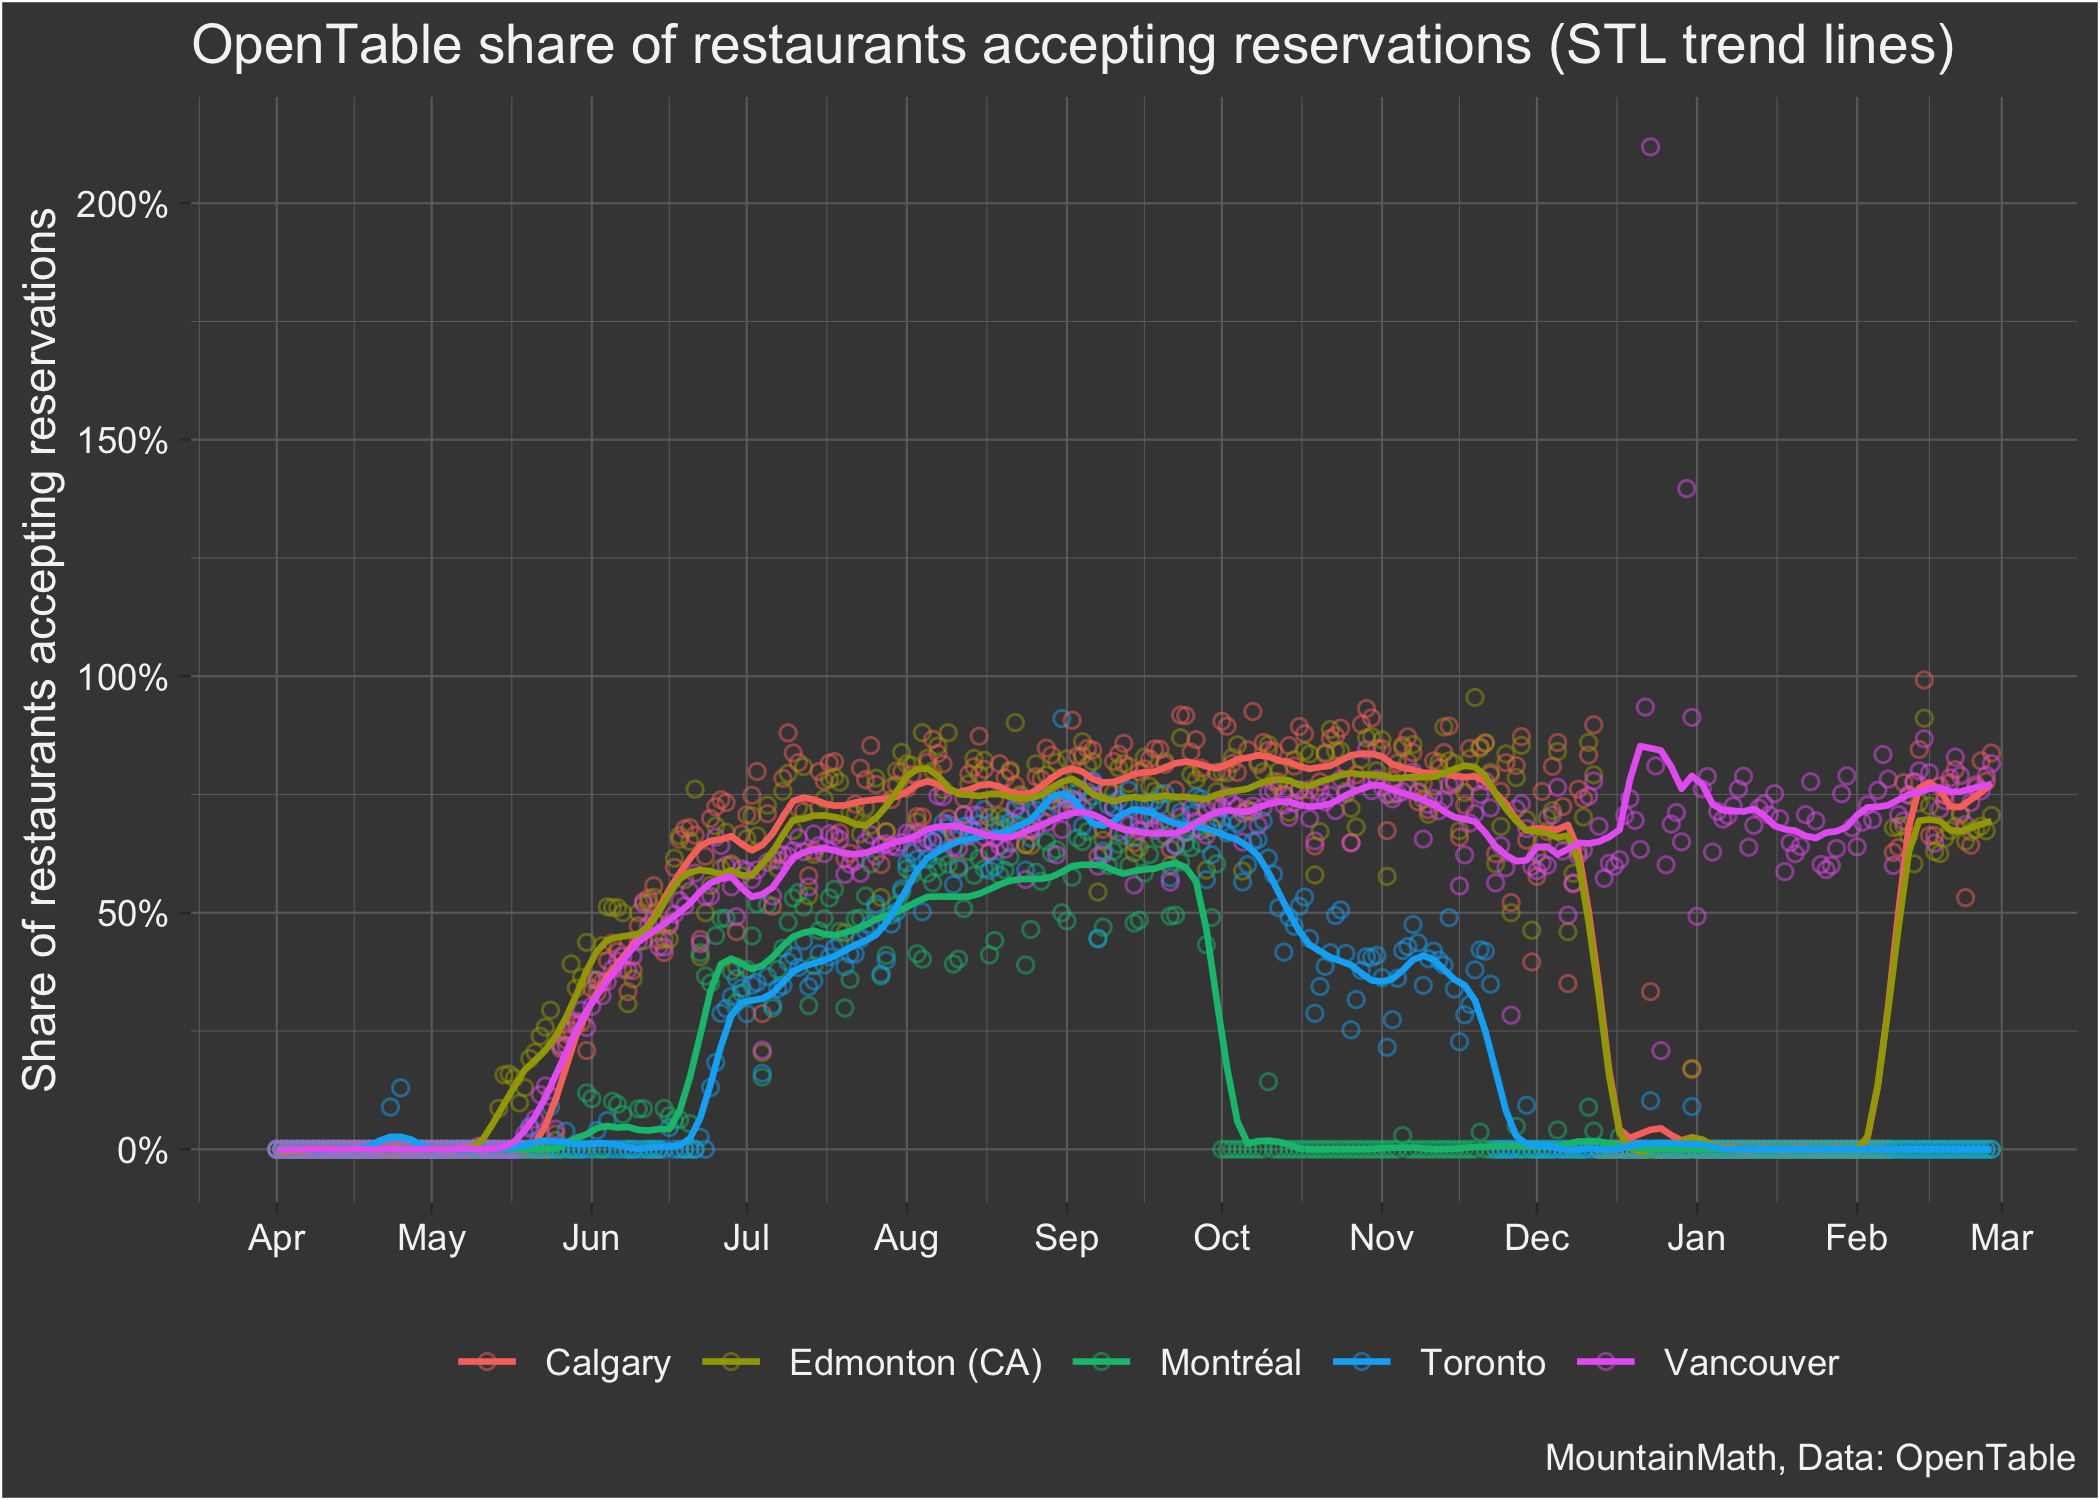 OpenTable share of restaurants accepting reservations (STL trend lines)
Share of restaurants accepting reservations
200%
150%
100%
50%
0%
Apr May Jun Jul Aug Sep Oct Nov Dec Jan Feb Mar
Calgary Edmonton (CA) Montréal Toronto Vancouver
MountainMath, Data: OpenTable